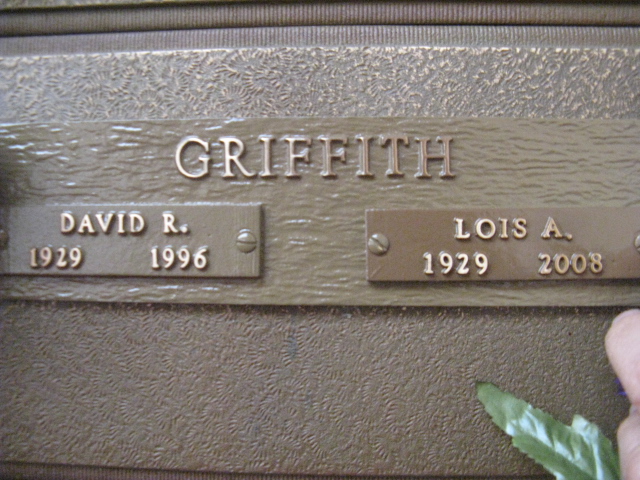 GRIFFITH
DAVID R.
1929 1996
LOIS A.
1929 2008